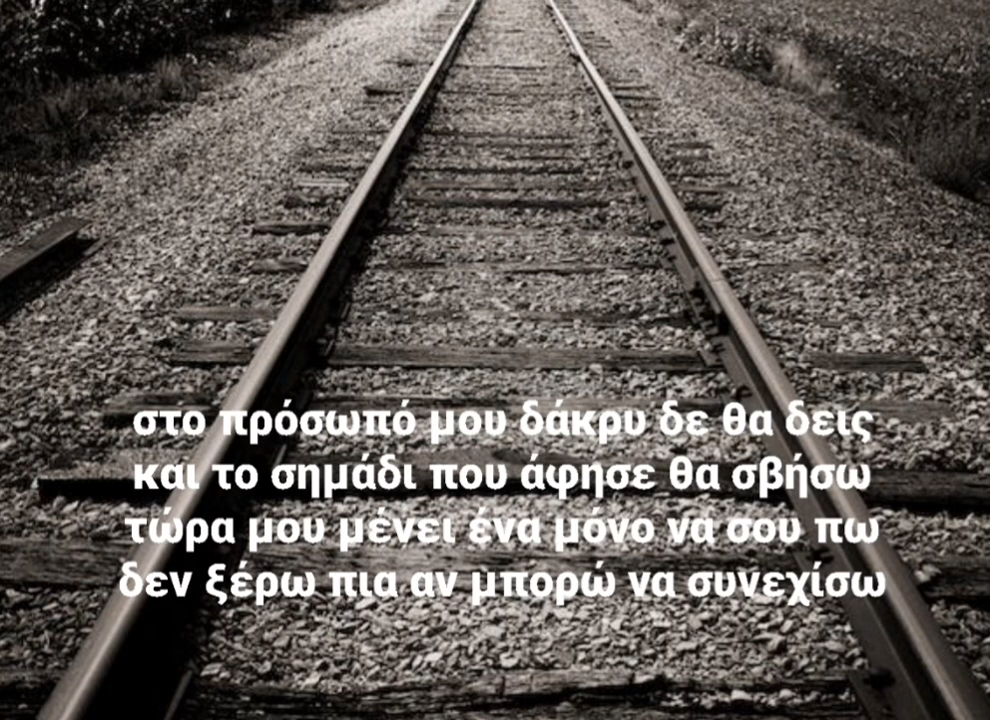 στο πρόσωπό μου δάκρυ δε θα δεις
και το σημάδι που άφησε θα σβήσω
τώρα μου μένει ένα μόνο να σου πω
δεν ξέρω πια αν μπορώ να συνεχίσω